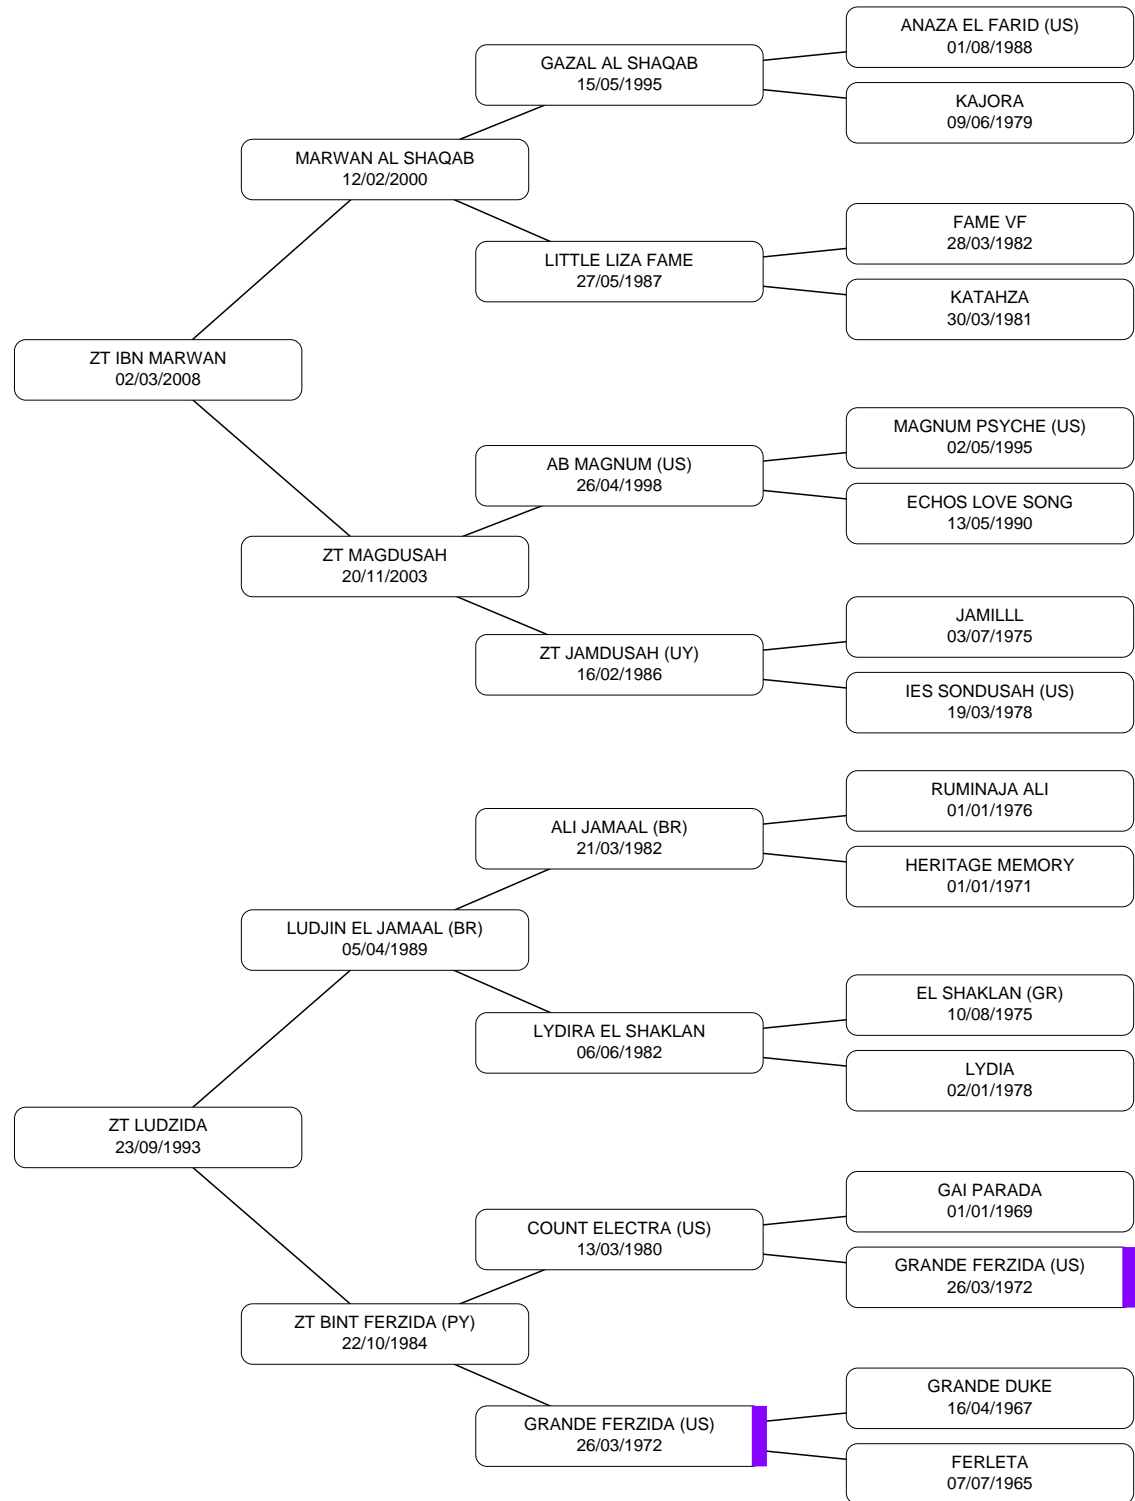 ANAZA EL FARID (US)
01/08/1988
GAZAL AL SHAQAB
15/05/1995
KAJORA
09/06/1979
MARWAN AL SHAQAB
12/02/2000
FAME VF
28/03/1982
LITTLE LIZA FAME
27/05/1987
KATAHZA
30/03/1981
ZT IBN MARWAN
02/03/2008
MAGNUM PSYCHE (US)
02/05/1995
AB MAGNUM (US)
26/04/1998
ECHOS LOVE SONG
13/05/1990
ZT MAGDUSAH
20/11/2003
JAMILLL
03/07/1975
ZT JAMDUSAH (UY)
16/02/1986
IES SONDUSAH (US)
19/03/1978
RUMINAJA ALI
01/01/1976
ALI JAMAAL (BR)
21/03/1982
HERITAGE MEMORY
01/01/1971
LUDJIN EL JAMAAL (BR)
05/04/1989
EL SHAKLAN (GR)
10/08/1975
LYDIRA EL SHAKLAN
06/06/1982
LYDIA
02/01/1978
ZT LUDZIDA
23/09/1993
GAI PARADA
01/01/1969
COUNT ELECTRA (US)
13/03/1980
GRANDE FERZIDA (US)
26/03/1972
ZT BINT FERZIDA (PY)
22/10/1984
GRANDE DUKE
16/04/1967
GRANDE FERZIDA (US)
26/03/1972
FERLETA
07/07/1965